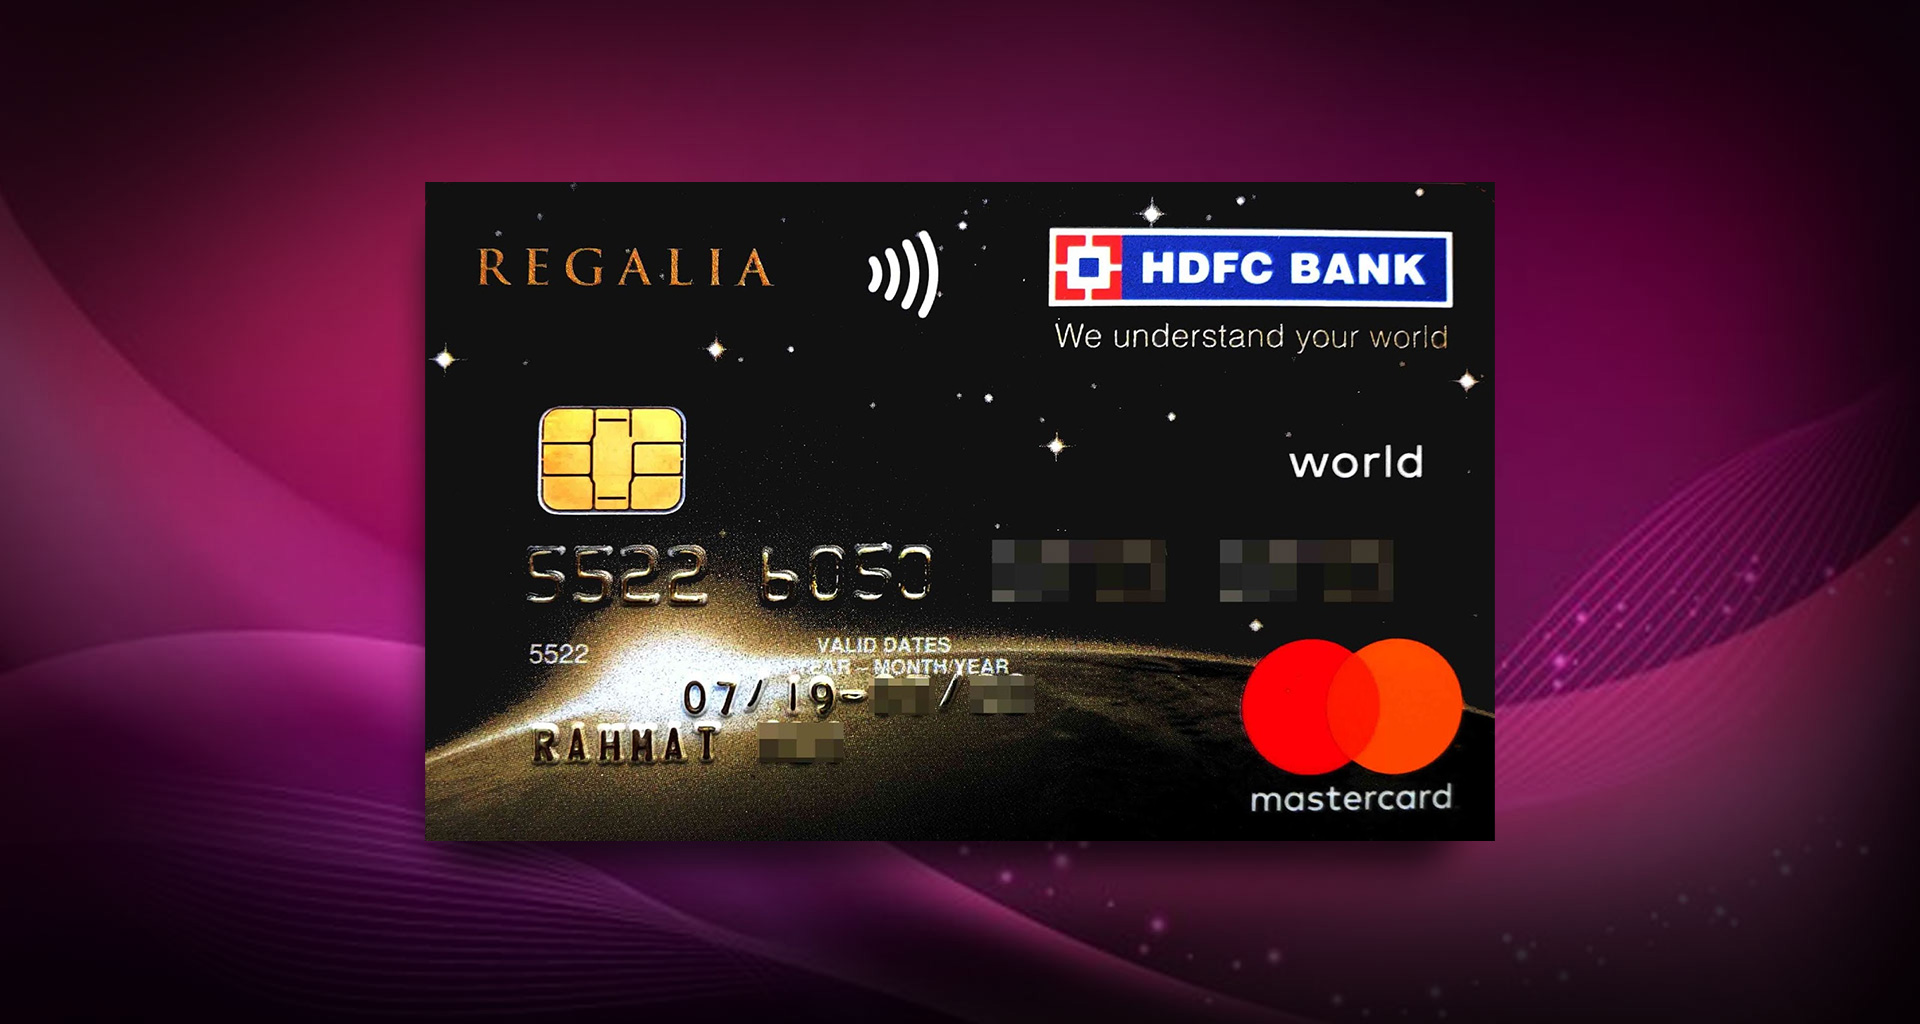 REGALIA
HDFC BANK
We understand your world
world
5522 6050
5522
VALID DATES
YEAR – MONTH/YEAR
07/19-  /
RAHMAT
mastercard